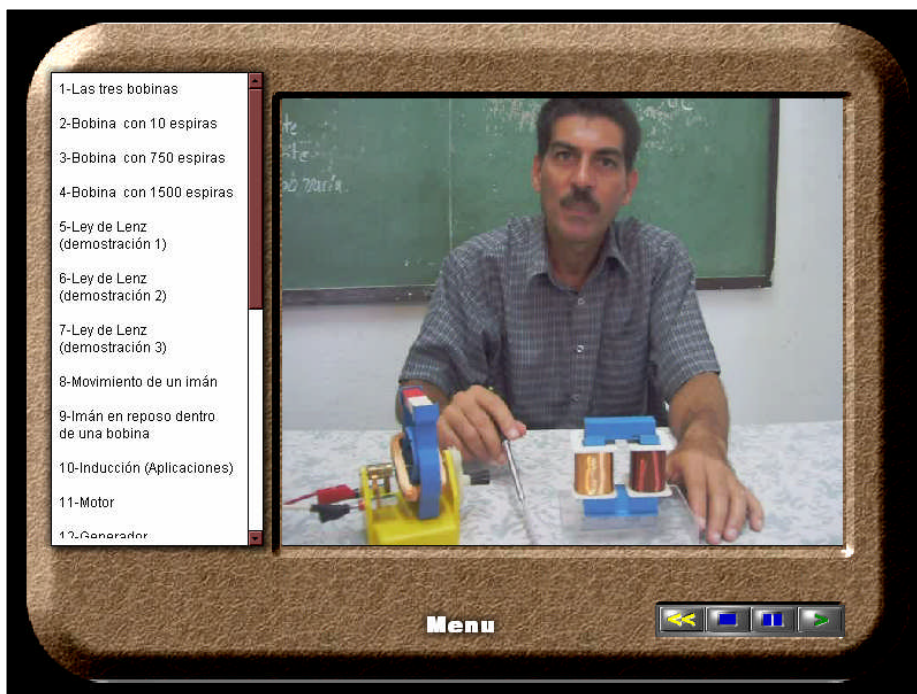 1-Las tres bobinas
2-Bobina con 10 espiras
3-Bobina con 750 espiras
4-Bobina con 1500 espiras
5-Ley de Lenz
(demostración 1)
6-Ley de Lenz
(demostración 2)
7-Ley de Lenz
(demostración 3)
8-Movimiento de un imán
9-Imán en reposo dentro
de una bobina
10-Inducción (Aplicaciones)
11-Motor
12-Generador
Menu